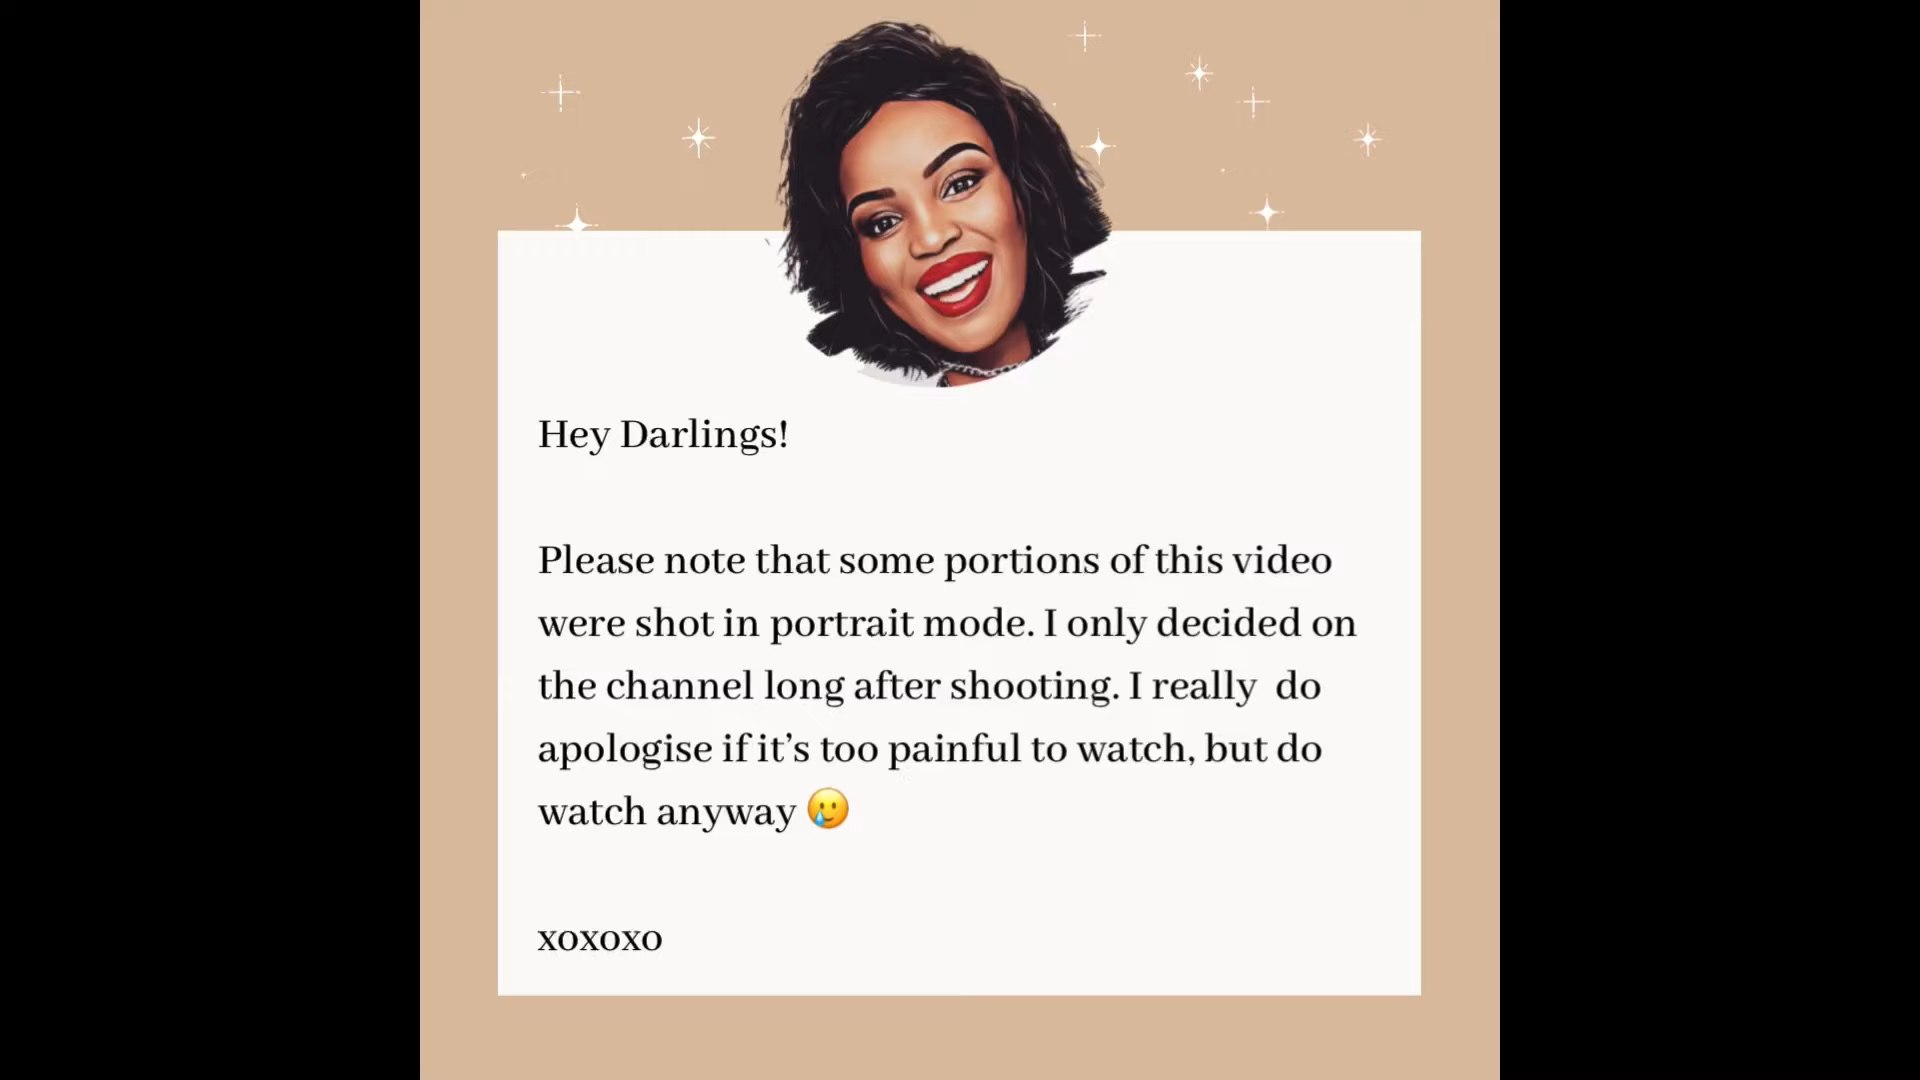 Hey Darlings!
Please note that some portions of this video
were shot in portrait mode. I only decided on
the channel long after shooting. I really  do
apologise if it’s too painful to watch, but do
watch anyway 🥲
xoxoxo